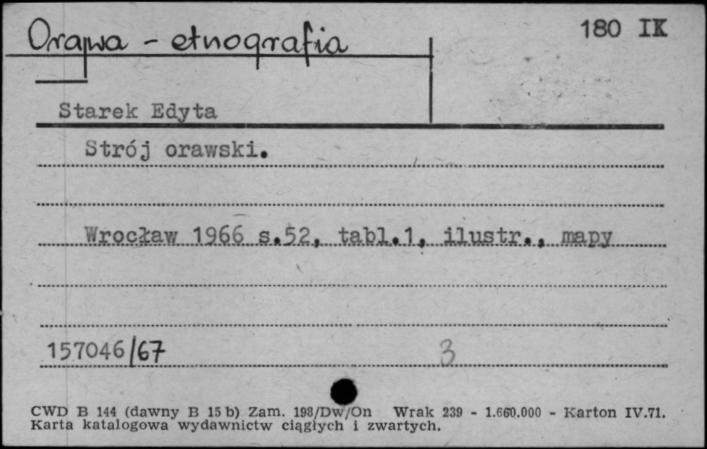 Orawa - etnografia
180 IK
Starek Edyta
Strój orawski.
Wrocław 1966 s.52, tabl.1, ilustr., mapy
157046/67
3
CWD B 144 (dawny B 15 b) Zam. 198/Dw/On Wrak 239 - 1.660.000 - Karton IV.71.
Karta katalogowa wydawnictw ciągłych i zwartych.